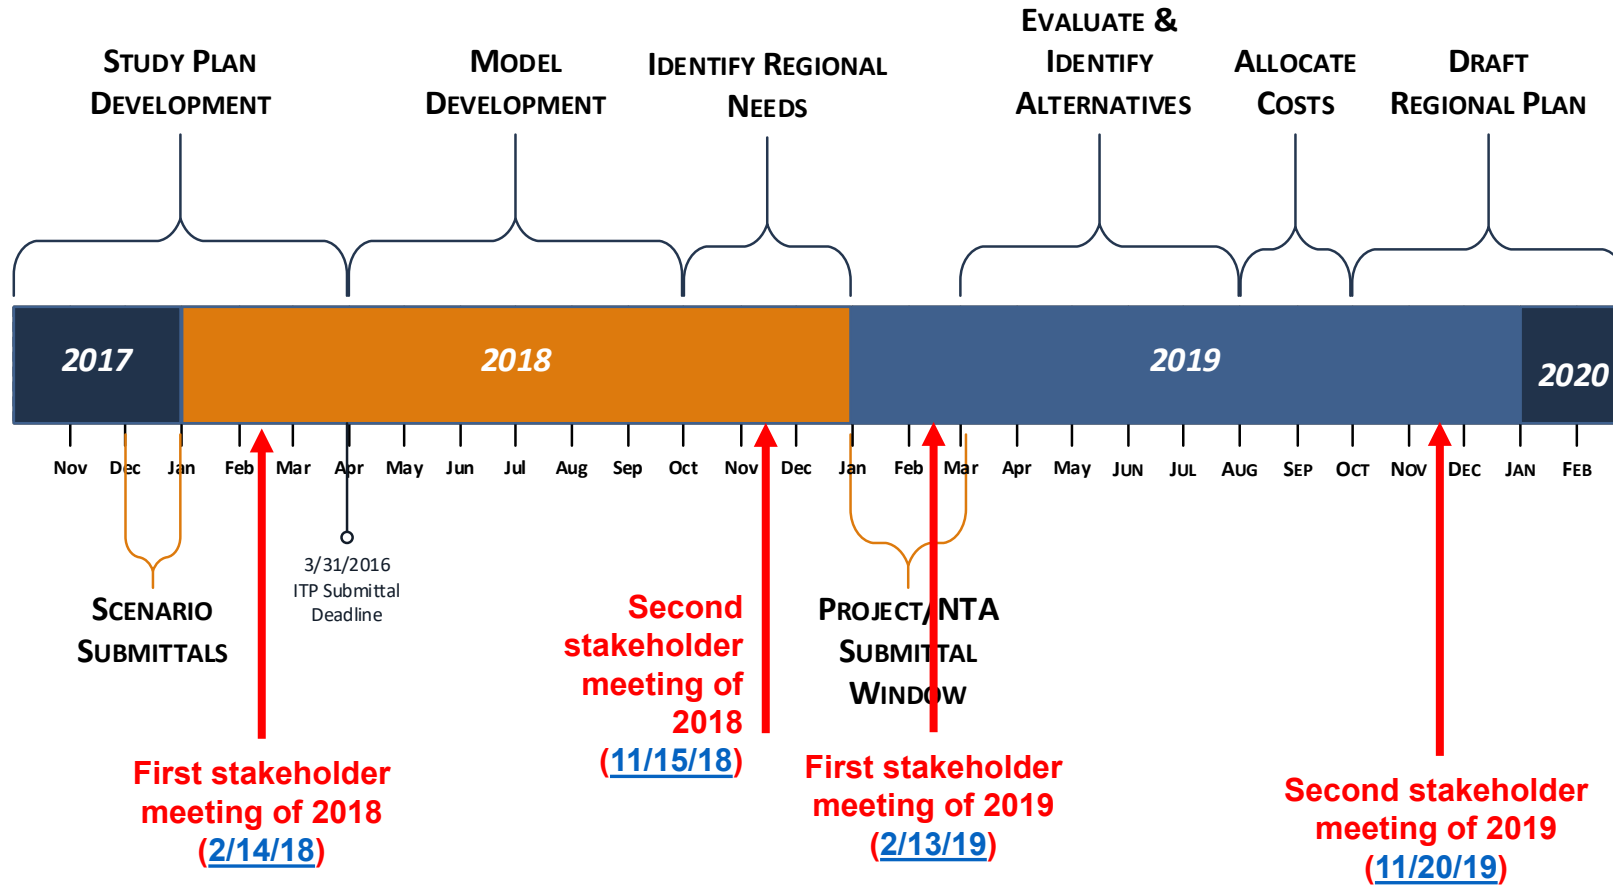 STUDY PLAN
DEVELOPMENT
MODEL
DEVELOPMENT
IDENTIFY REGIONAL
NEEDS
EVALUATE &
IDENTIFY
ALTERNATIVES
ALLOCATE
COSTS
DRAFT
REGIONAL PLAN
2017
2018
2019
2020
Nov Dec Jan Feb Mar Apr May Jun Jul Aug Sep Oct Nov Dec Jan Feb Mar Apr May JUN JUL AUG SEP OCT NOV DEC JAN FEB
SCENARIO
SUBMITTALS
3/31/2016
ITP Submittal
Deadline
First stakeholder
meeting of 2018
(2/14/18)
Second
stakeholder
meeting of
2018
(11/15/18)
PROJECT/NTA
SUBMITTAL
WINDOW
First stakeholder
meeting of 2019
(2/13/19)
Second stakeholder
meeting of 2019
(11/20/19)